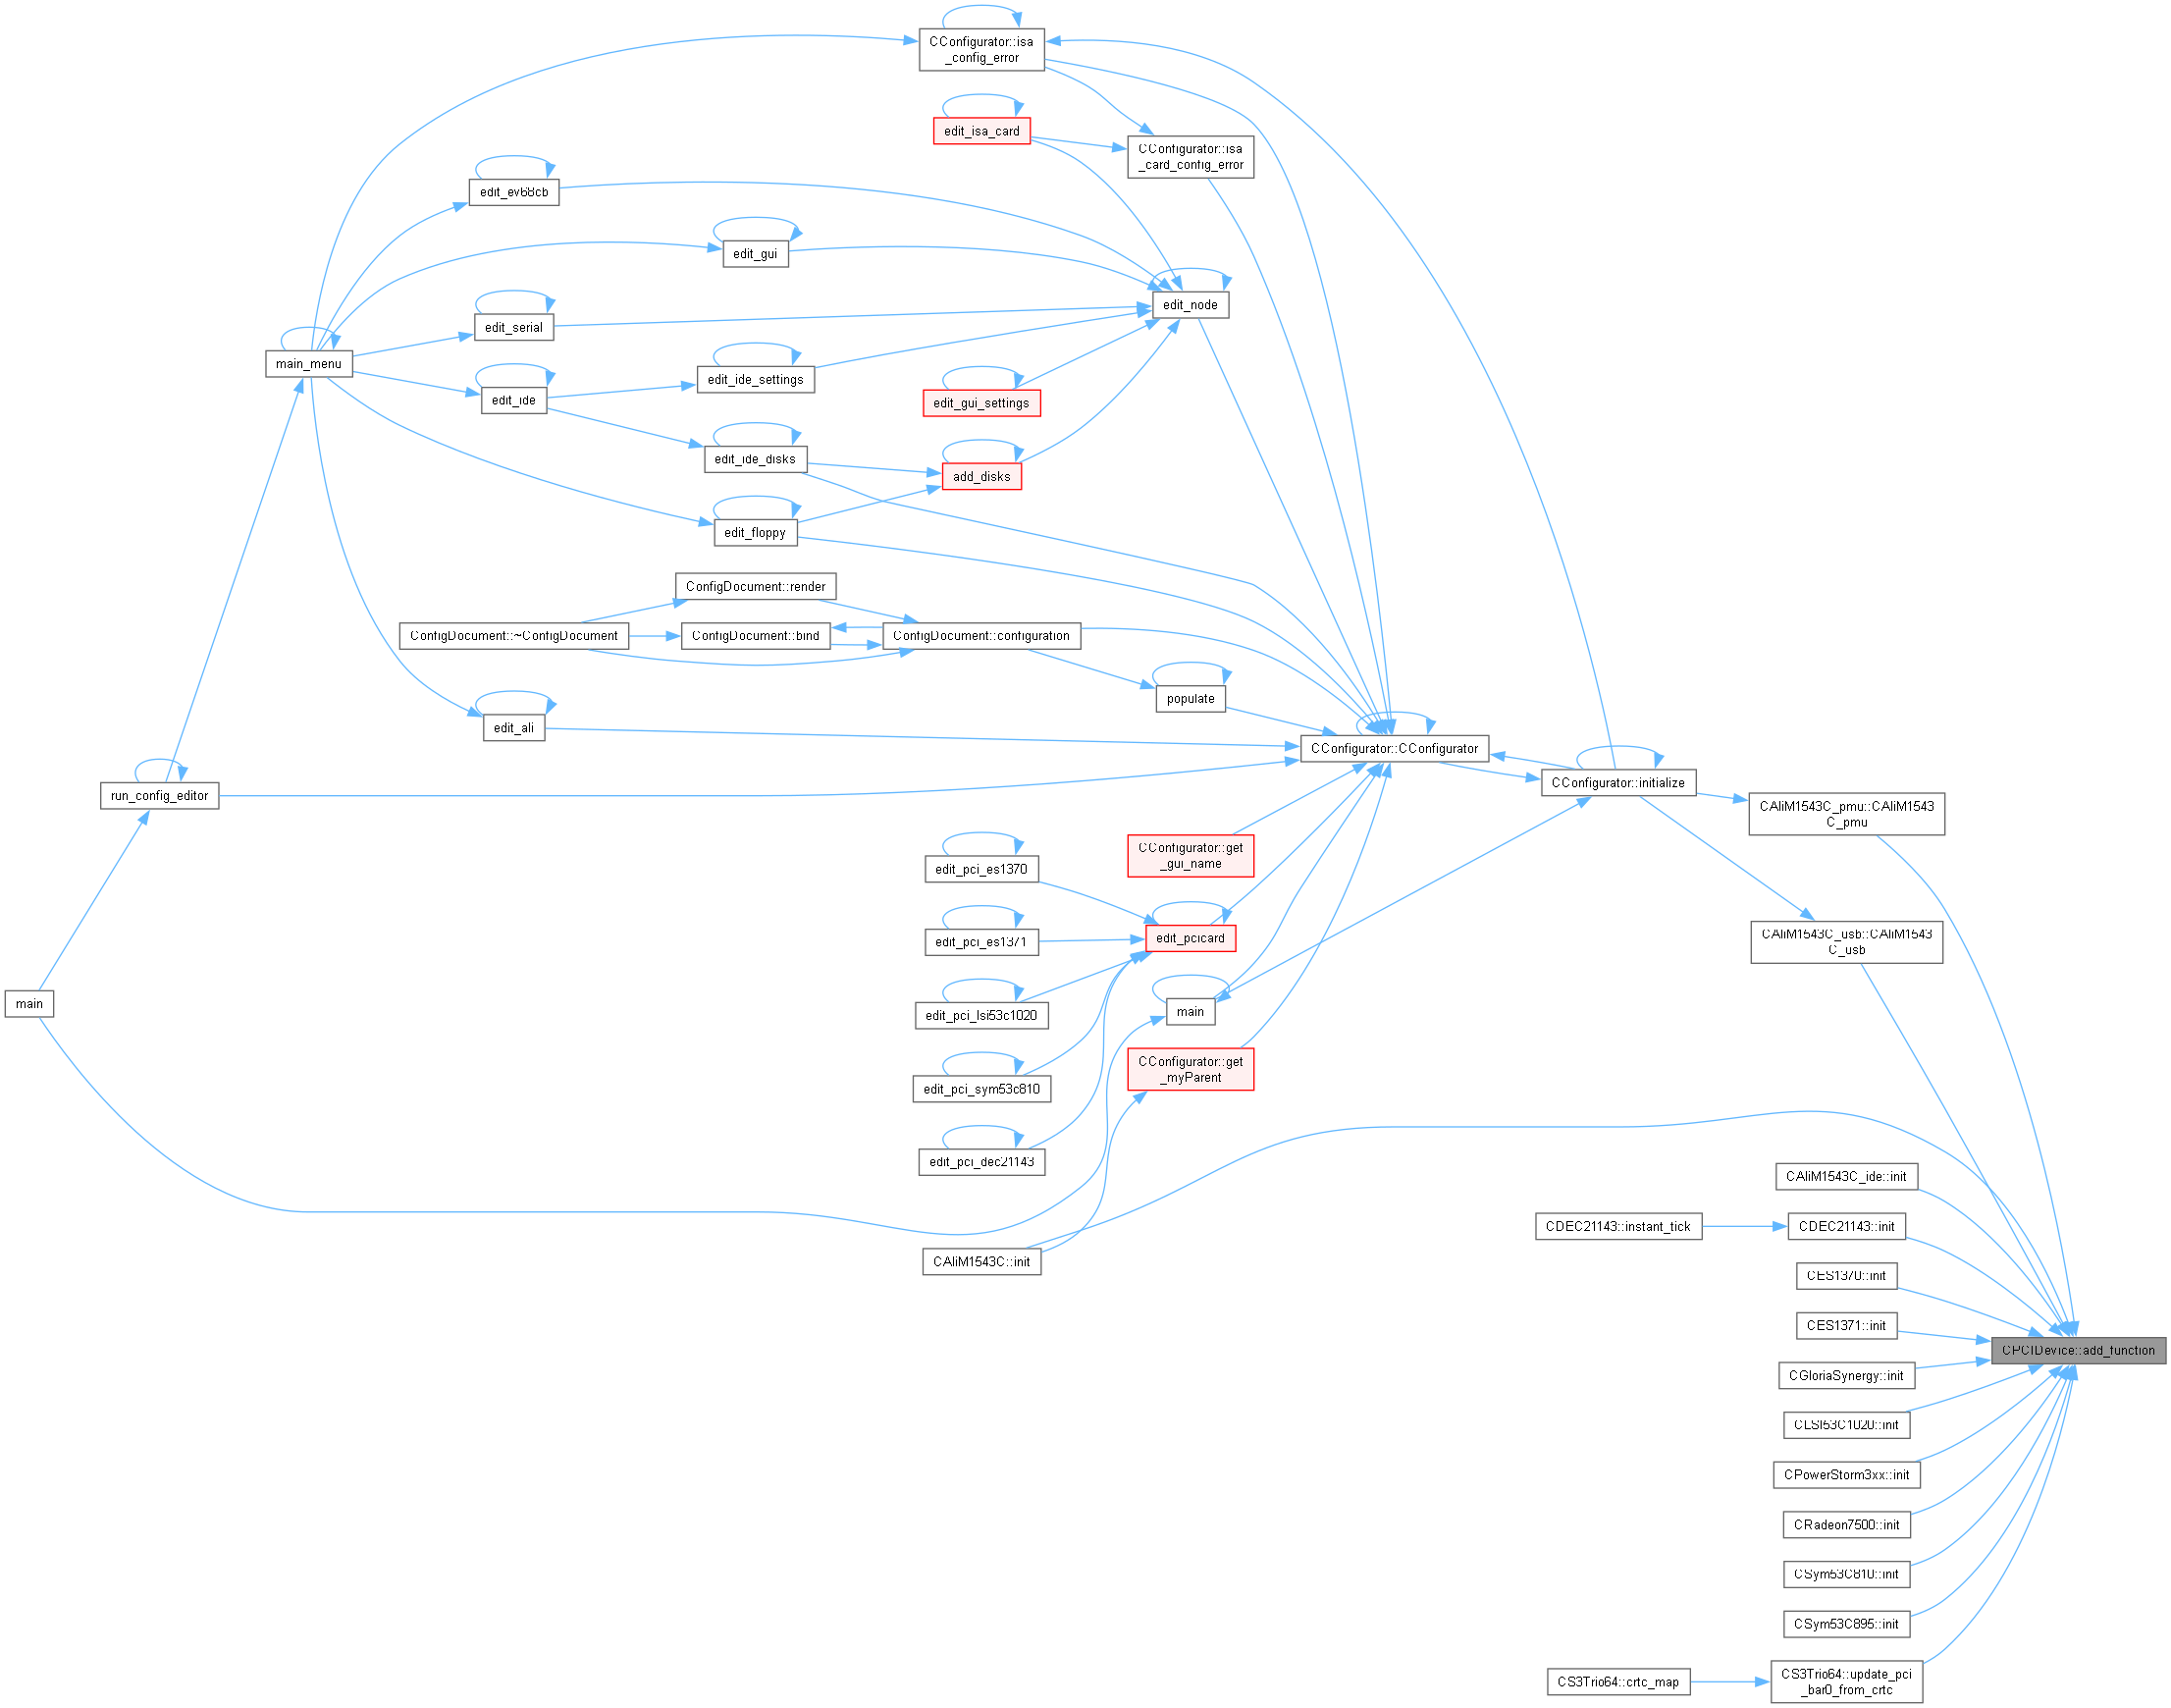 CConfigurator::isa
_config_error
edit_isa_card
CConfigurator::isa
_card_config_error
edit_ev68cb
edit_gui
edit_node
edit_serial
main_menu
edit_ide_settings
edit_ide
edit_gui_settings
edit_ide_disks
add_disks
edit_floppy
ConfigDocument::render
ConfigDocument::~ConfigDocument
ConfigDocument::bind
ConfigDocument::configuration
populate
edit_ali
CConfigurator::CConfigurator
run_config_editor
CConfigurator::initialize
CAliM1543C_pmu::CAliM1543
C_pmu
CConfigurator::get
_gui_name
edit_pci_es1370
edit_pcicard
edit_pci_es1371
CAliM1543C_usb::CAliM1543
C_usb
main
edit_pci_lsi53c1020
main
CConfigurator::get
_myParent
edit_pci_sym53c810
edit_pci_dec21143
CAliM1543C_ide::init
CDEC21143::instant_tick
CDEC21143::init
CAliM1543C::init
CES1370::init
CES1371::init
CPCIDevice::add_function
CGloriaSynergy::init
CLSI53C1020::init
CPowerStorm3xx::init
CRadeon7500::init
CSym53C810::init
CSym53C895::init
CS3Trio64::crtc_map
CS3Trio64::update_pci
_bar0_from_crtc